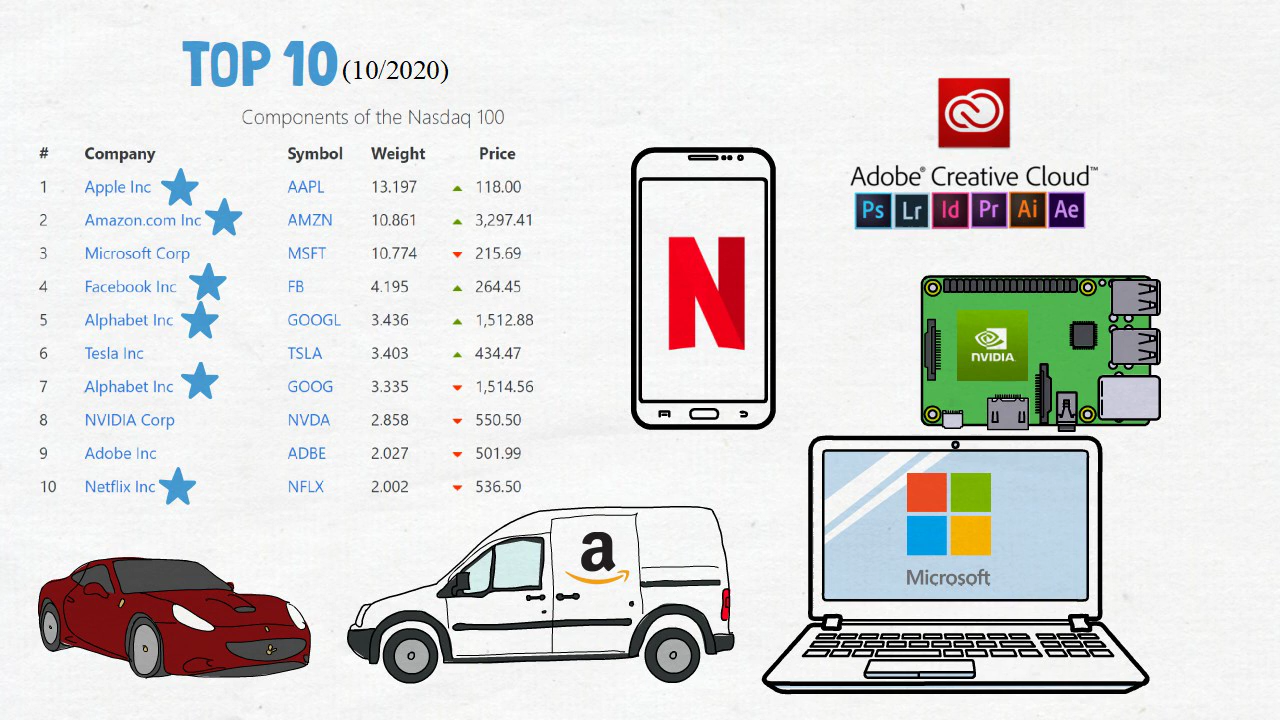 TOP 10 (10/2020)
Components of the Nasdaq 100
# Company Symbol Weight Price
1 Apple Inc AAPL 13.197 118.00
2 Amazon.com Inc AMZN 10.861 3,297.41
3 Microsoft Corp MSFT 10.774 215.69
4 Facebook Inc FB 4.195 264.45
5 Alphabet Inc GOOGL 3.436 1,512.88
6 Tesla Inc TSLA 3.403 434.47
7 Alphabet Inc GOOG 3.335 1,514.56
8 NVIDIA Corp NVDA 2.858 550.50
9 Adobe Inc ADBE 2.027 501.99
10 Netflix Inc NFLX 2.002 536.50
N
Adobe® Creative Cloud™
Ps Lr Id Pr Ai Ae
NVIDIA.
a
Microsoft